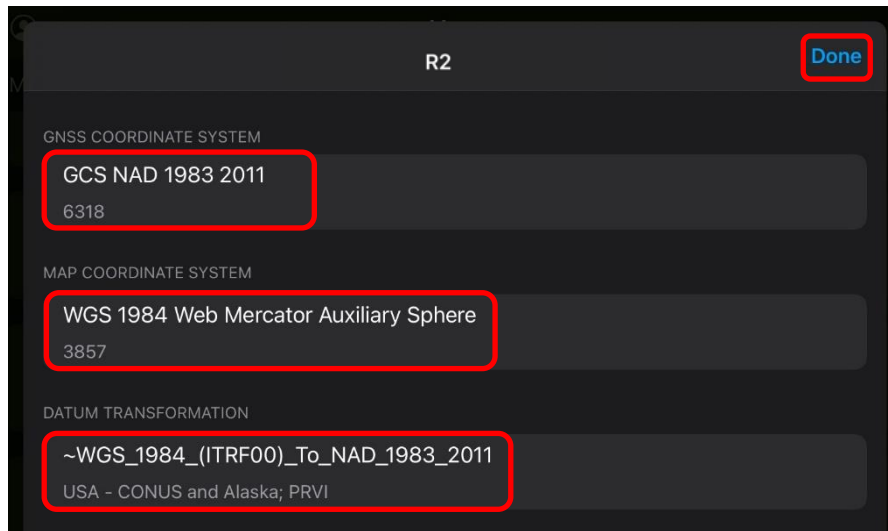 R2
Done
GNSS COORDINATE SYSTEM
GCS NAD 1983 2011
6318
MAP COORDINATE SYSTEM
WGS 1984 Web Mercator Auxiliary Sphere
3857
DATUM TRANSFORMATION
~WGS_1984_(ITRF00)_To_NAD_1983_2011
USA - CONUS and Alaska; PRVI